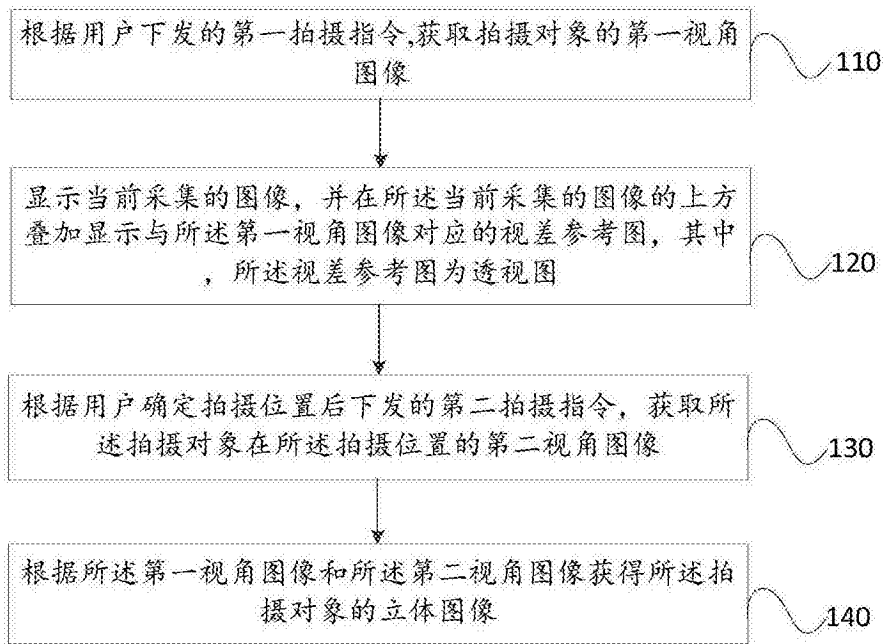 根据用户下发的第一拍摄指令,获取拍摄对象的第一视角
图像
110
显示当前采集的图像，并在所述当前采集的图像的上方
叠加显示与所述第一视角图像对应的视差参考图，其中
，所述视差参考图为透视图
120
根据用户确定拍摄位置后下发的第二拍摄指令，获取所
述拍摄对象在所述拍摄位置的第二视角图像
130
根据所述第一视角图像和所述第二视角图像获得所述拍
摄对象的立体图像
140